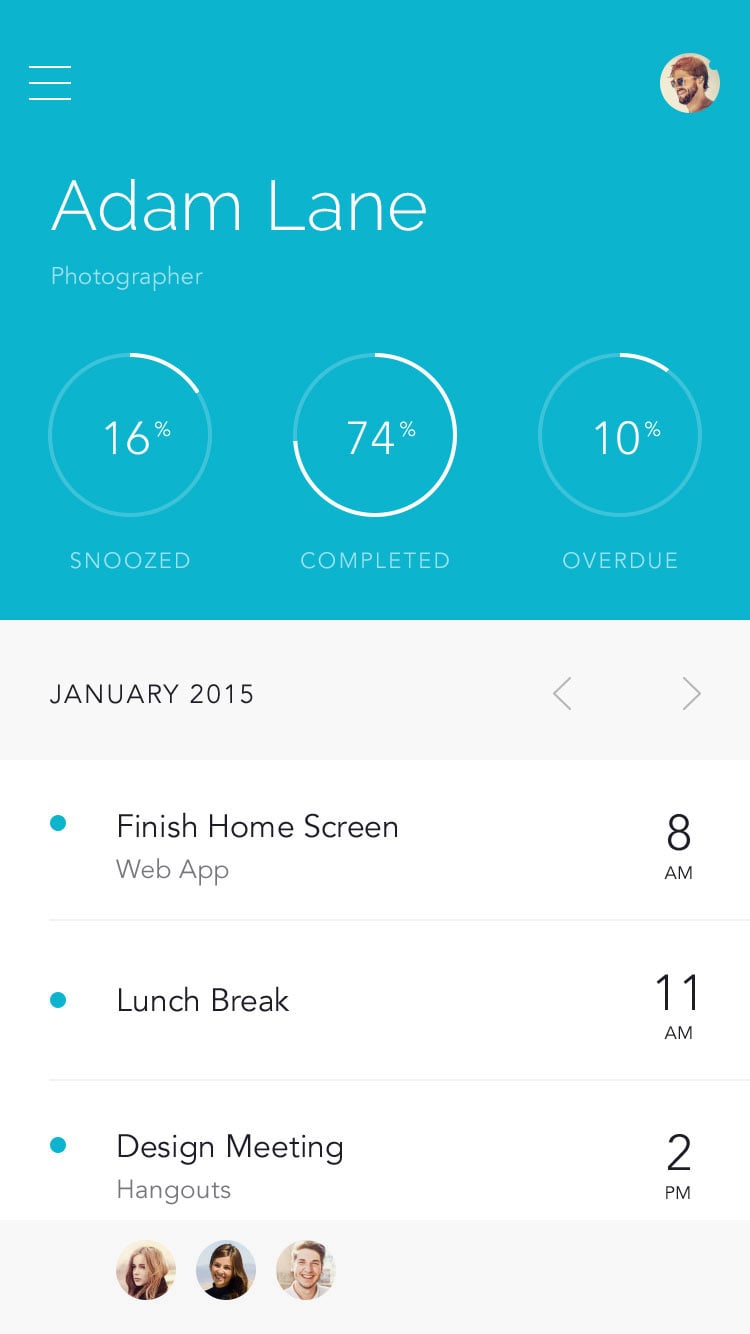 Adam Lane
Photographer
16%
74%
10%
SNOOZED
COMPLETED
OVERDUE
JANUARY 2015
Finish Home Screen
Web App
8
AM
Lunch Break
11
AM
Design Meeting
Hangouts
2
PM